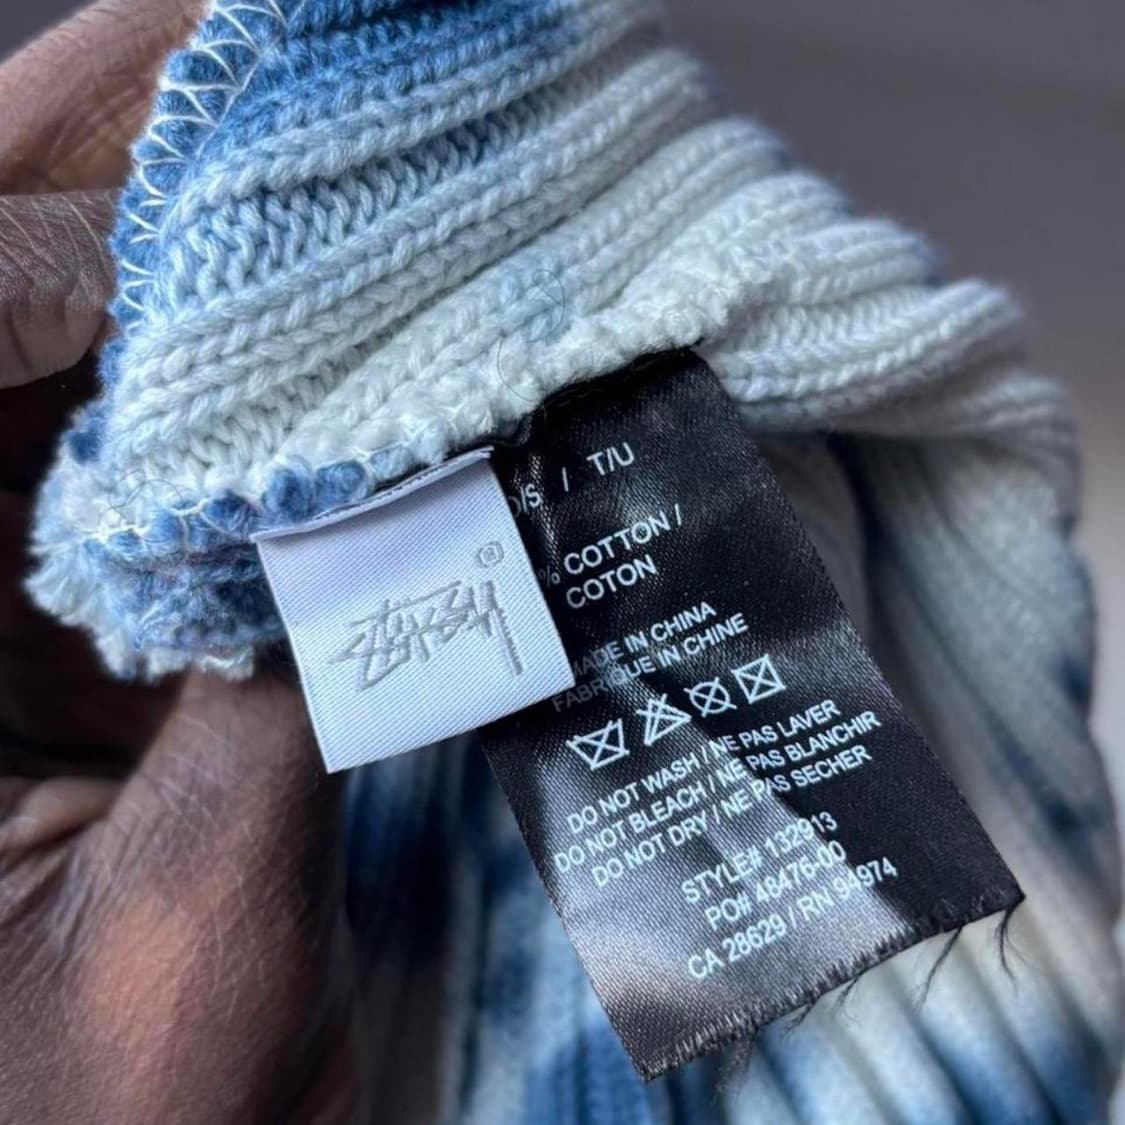 STÜSSY ®
/ T/U
% COTTON /
COTON
MADE IN CHINA
FABRIQUE IN CHINE
DO NOT WASH / NE PAS LAVER
DO NOT BLEACH / NE PAS BLANCHIR
DO NOT DRY / NE PAS SECHER
STYLE# 132913
PO# 48476-00
CA 28629 / RN 94974